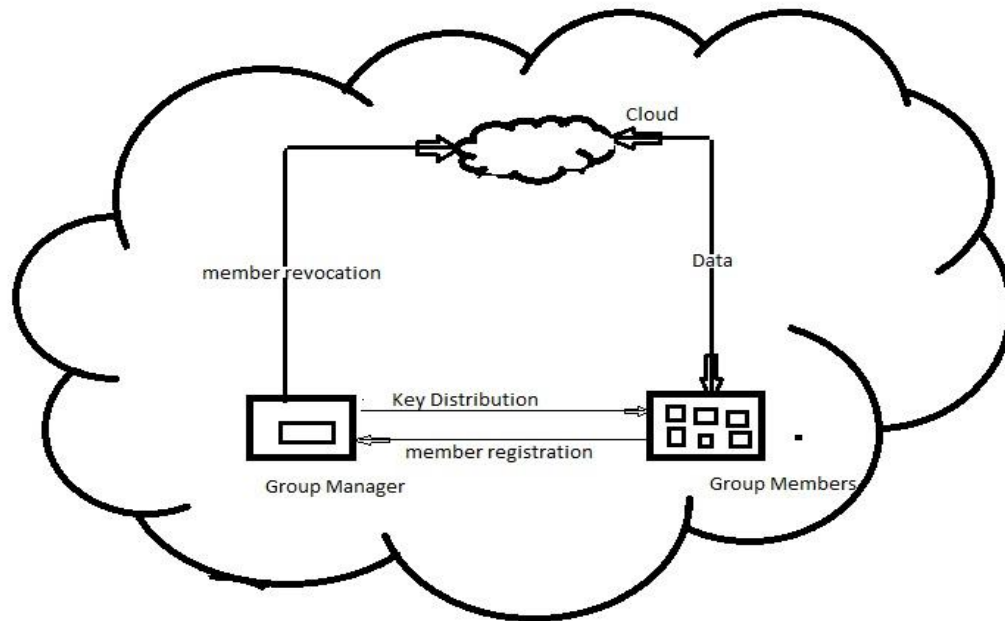 Cloud
member revocation
Data
Key Distribution
member registration
Group Manager
Group Members